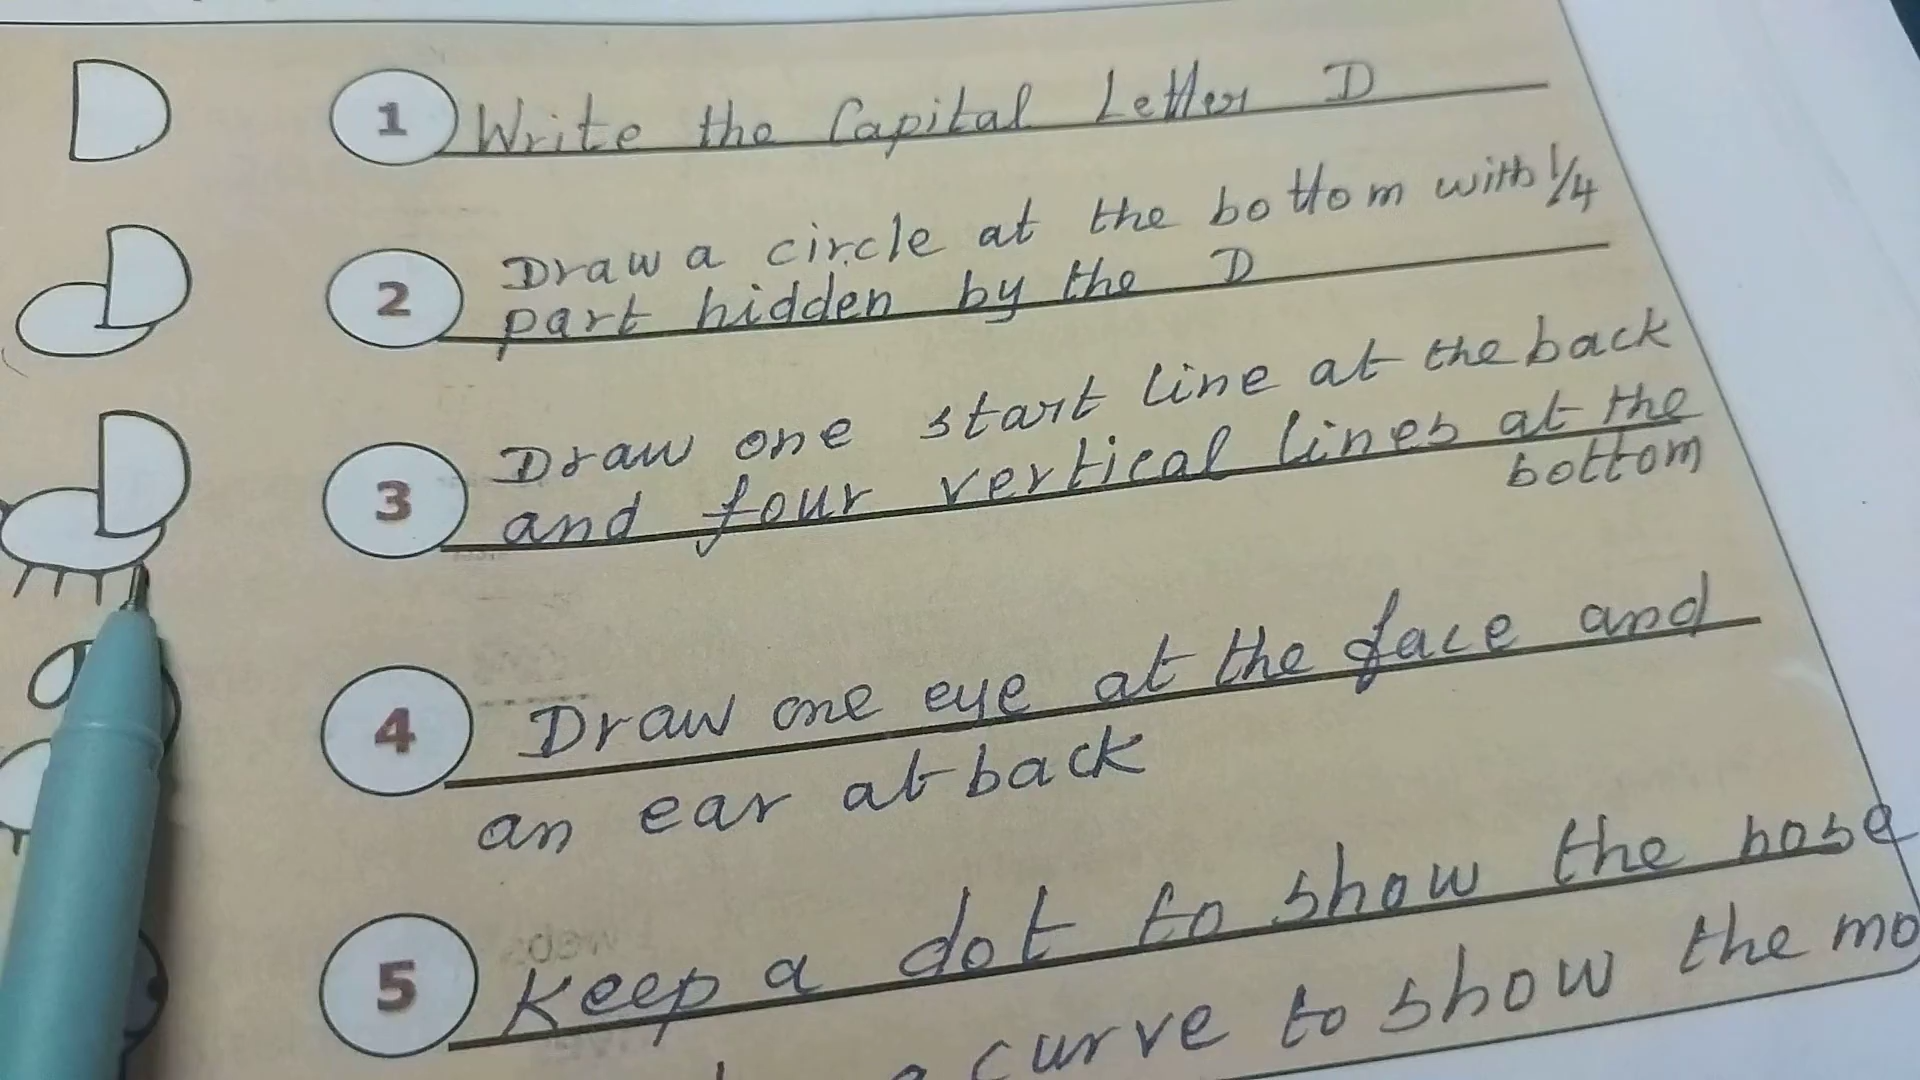 1 Write the Capital Letter D
2 Draw a circle at the bottom with 1/4
part hidden by the D
3 Draw one start line at the back
and four vertical lines at the
bottom
4 Draw one eye at the face and
an ear at back
5 Keep a dot to show the nose
curve to show the mo